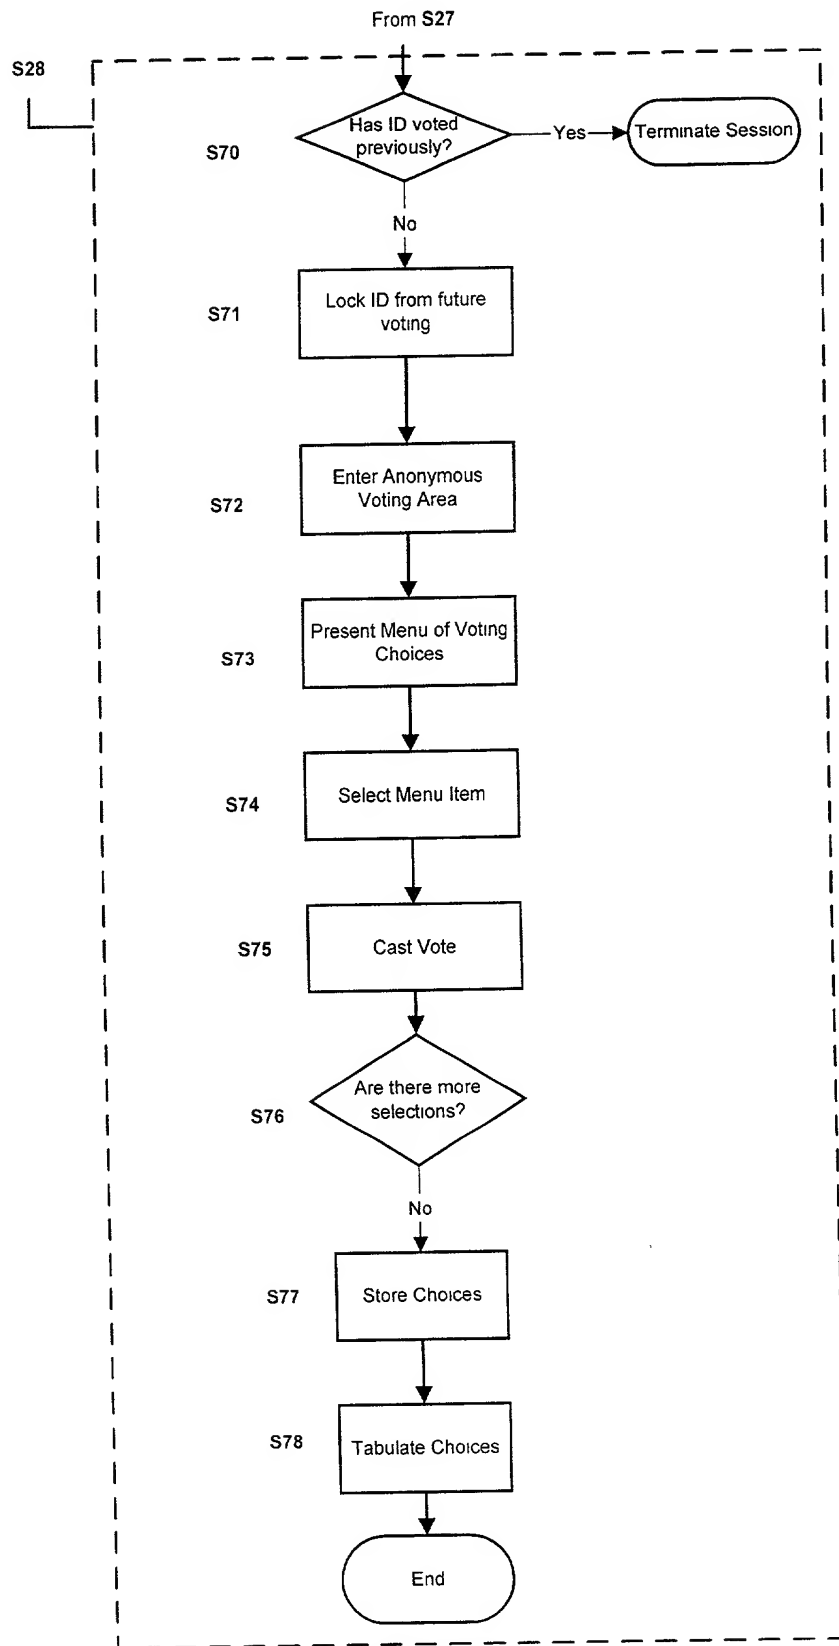 From S27
S28
S70
Has ID voted
previously?
Yes
Terminate Session
No
S71
Lock ID from future
voting
S72
Enter Anonymous
Voting Area
S73
Present Menu of Voting
Choices
S74
Select Menu Item
S75
Cast Vote
S76
Are there more
selections?
No
S77
Store Choices
S78
Tabulate Choices
End